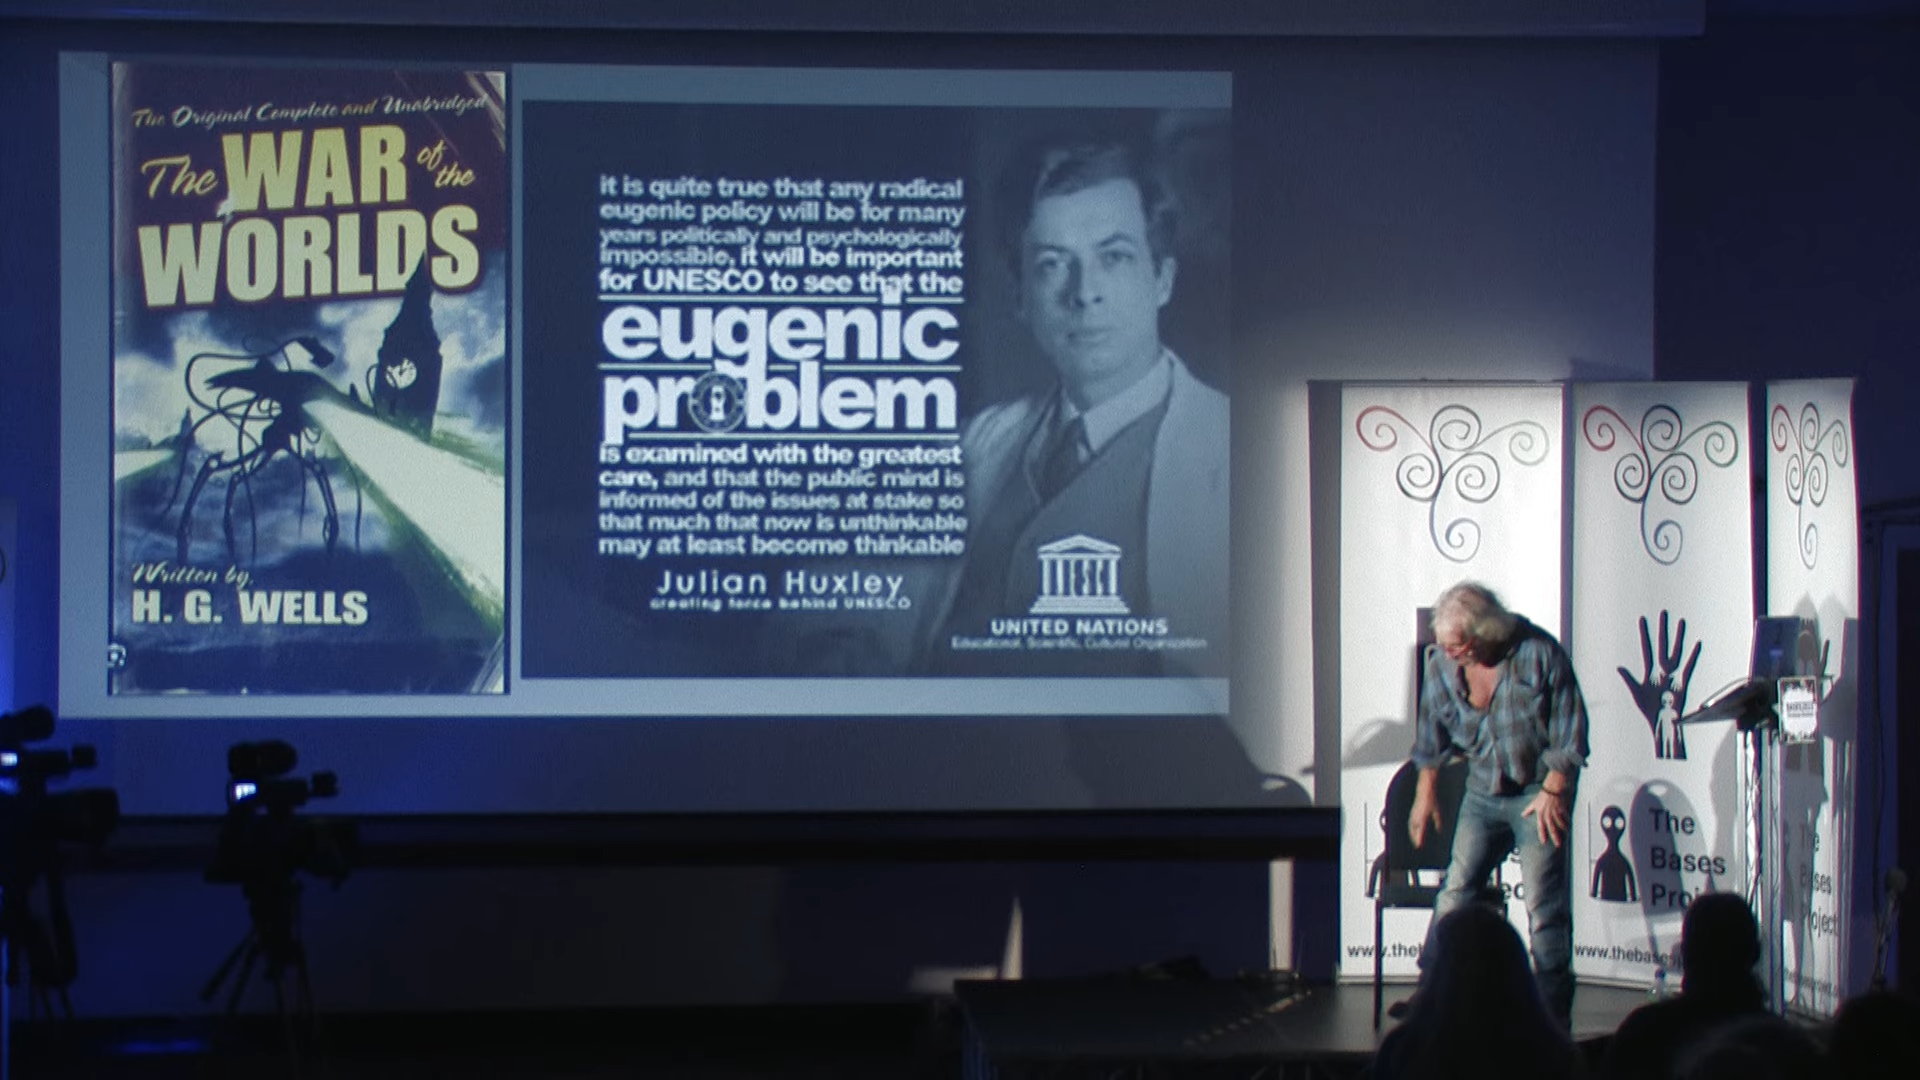 The Original Complete and Unabridged
The WAR of the
WORLDS
Written by,
H. G. WELLS
it is quite true that any radical
eugenic policy will be for many
years politically and psychologically
impossible, it will be important
for UNESCO to see that the
eugenic
problem
is examined with the greatest
care, and that the public mind is
informed of the issues at stake so
that much that now is unthinkable
may at least become thinkable
Julian Huxley
creating force behind UNESCO
UNITED NATIONS
Educational, Scientific, Cultural Organization
The
Bases
Proj
www.theb
www.thebases
Project